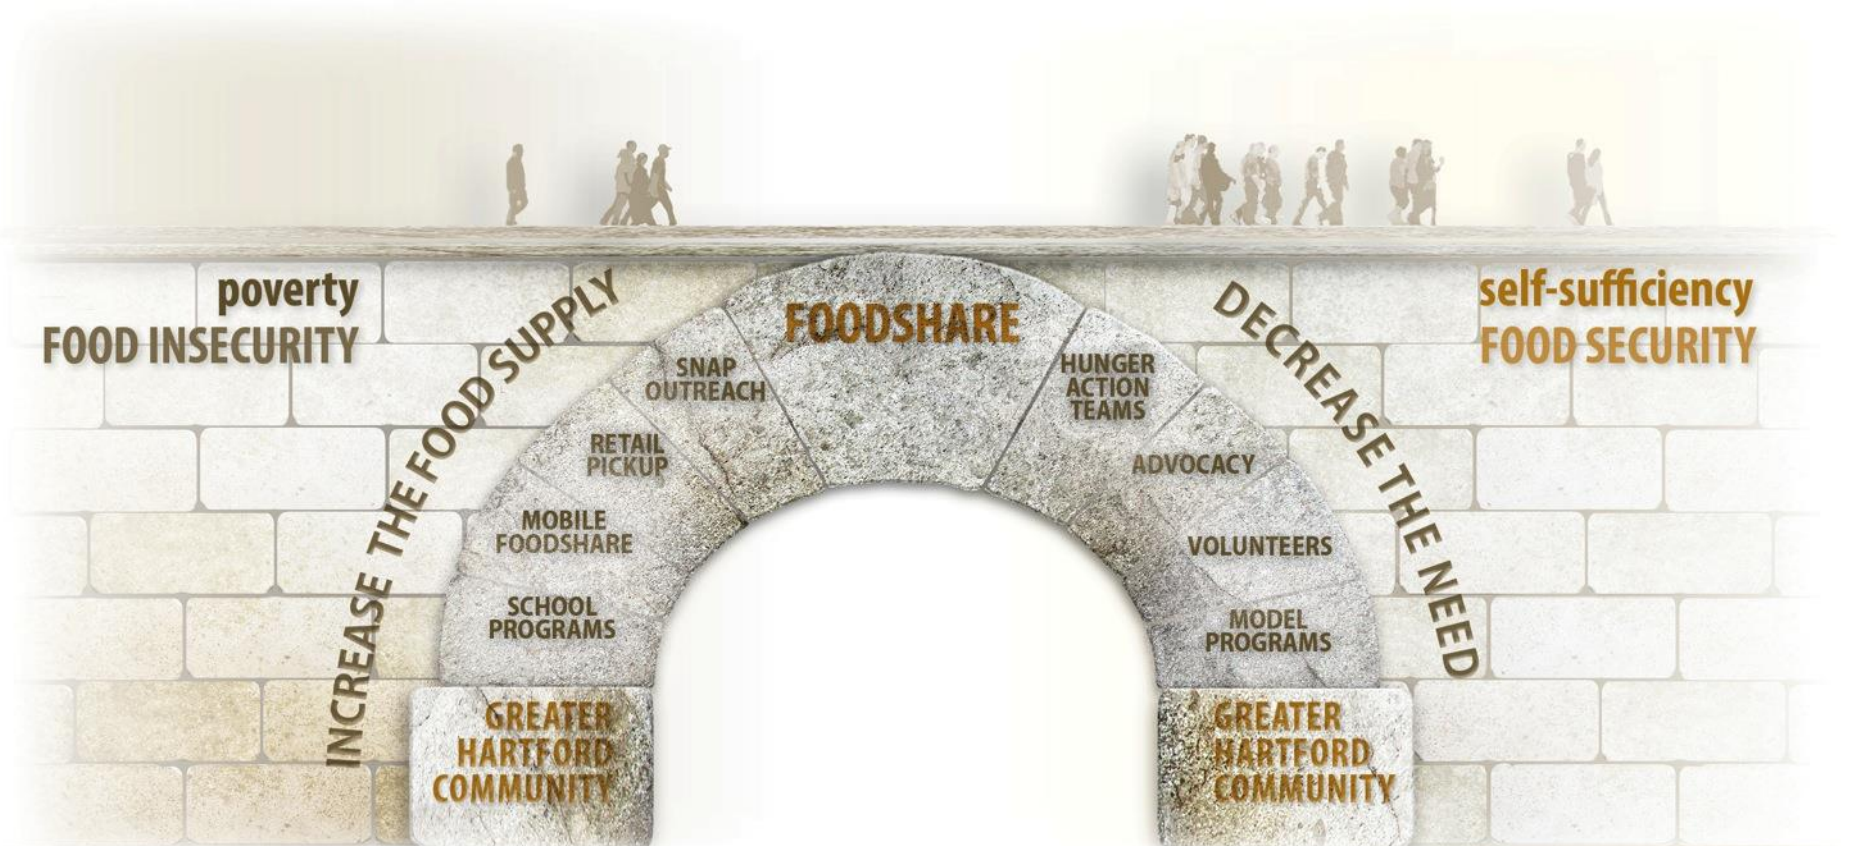 poverty
FOOD INSECURITY
INCREASE THE FOOD SUPPLY
FOODSHARE
SNAP
OUTREACH
RETAIL
PICKUP
MOBILE
FOODSHARE
SCHOOL
PROGRAMS
GREATER
HARTFORD
COMMUNITY
HUNGER
ACTION
TEAMS
ADVOCACY
VOLUNTEERS
MODEL
PROGRAMS
GREATER
HARTFORD
COMMUNITY
DECREASE THE NEED
self-sufficiency
FOOD SECURITY